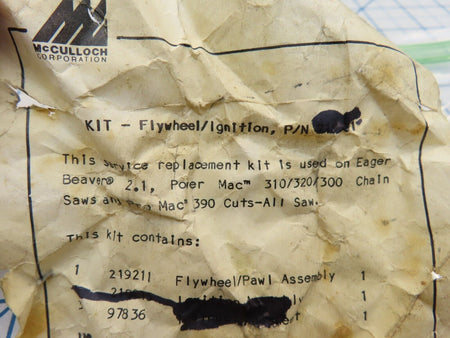 McCULLOCH
CORPORATION
KIT - Flywheel/Ignition, P/N
This service replacement kit is used on Eager
Beaver® 2.1, Power Mac™ 310/320/300 Chain
Saws and Pro Mac® 390 Cuts-All Saw.
This kit contains:
1 219211 Flywheel/Pawl Assembly 1
1
97836 1